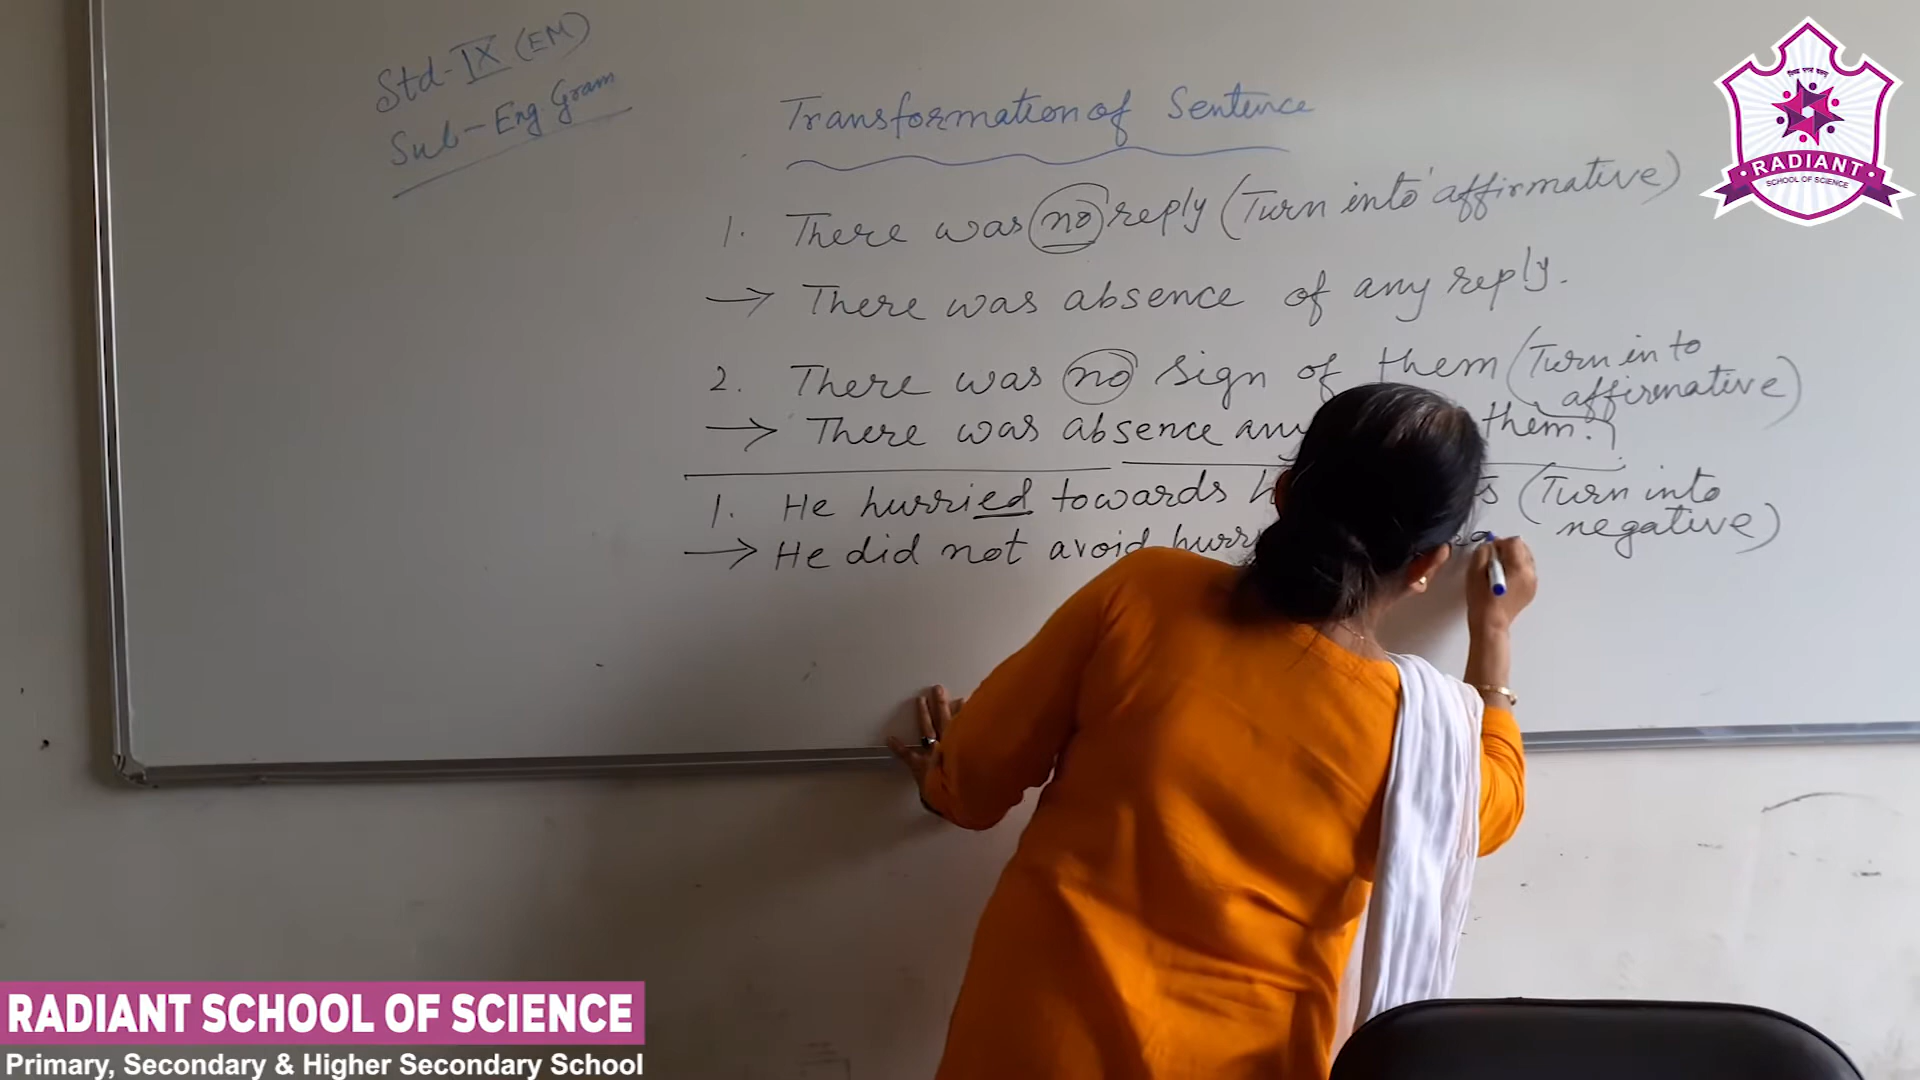 Std-IX (EM)
Sub-Eng. Gram
Transformation of Sentence
1. There was no reply (Turn into affirmative)
→ There was absence of any reply.
2. There was no sign of them (Turn into
affirmative)
→ There was absence any them.
1. He hurried towards (Turn into
negative)
→ He did not avoid
RADIANT
SCHOOL OF SCIENCE
RADIANT SCHOOL OF SCIENCE
Primary, Secondary & Higher Secondary School